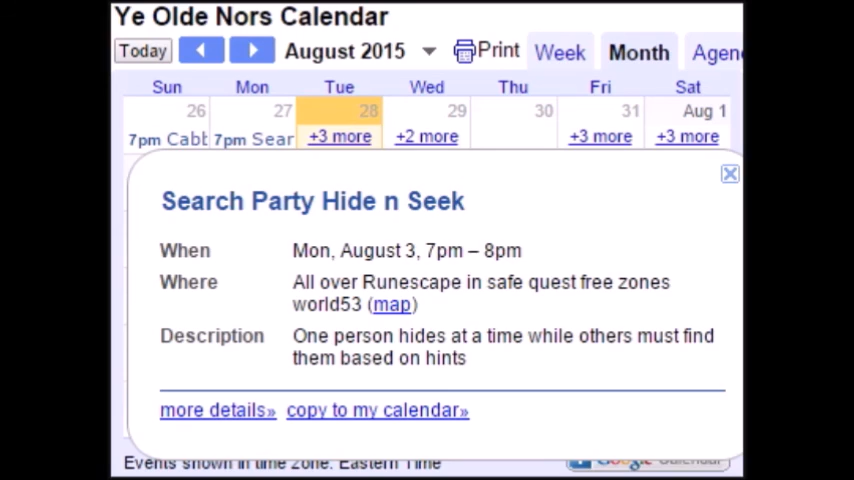 Ye Olde Nors Calendar
Today August 2015 Print Week Month Agen
Sun Mon Tue Wed Thu Fri Sat
26 27 28 29 30 31 Aug 1
7pm Cabb 7pm Sear +3 more +2 more +3 more +3 more
Search Party Hide n Seek
When Mon, August 3, 7pm – 8pm
Where All over Runescape in safe quest free zones
world53 (map)
Description One person hides at a time while others must find
them based on hints
more details» copy to my calendar»
Events shown in time zone: Eastern Time Google Calendar